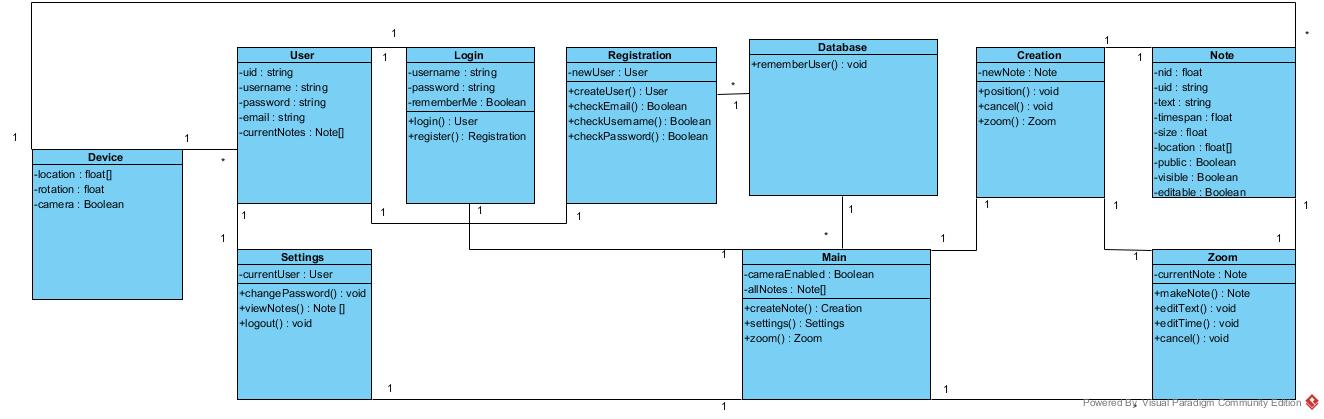 1
*
User
-uid : string
-username : string
-password : string
-email : string
-currentNotes : Note[]
1
1
Login
-username : string
-password : string
-rememberMe : Boolean
+login() : User
+register() : Registration
Registration
-newUser : User
+createUser() : User
+checkEmail() : Boolean
+checkUsername() : Boolean
+checkPassword() : Boolean
*
1
Database
+rememberUser() : void
Creation
-newNote : Note
+position() : void
+cancel() : void
+zoom() : Zoom
1
1
Note
-nid : float
-uid : string
-text : string
-timespan : float
-size : float
-location : float[]
-public : Boolean
-visible : Boolean
-editable : Boolean
1
*
Device
-location : float[]
-rotation : float
-camera : Boolean
1
1
1
1
1
1
*
1
1
1
1
1
1
1
Settings
-currentUser : User
+changePassword() : void
+viewNotes() : Note []
+logout() : void
Main
-cameraEnabled : Boolean
-allNotes : Note[]
+createNote() : Creation
+settings() : Settings
+zoom() : Zoom
Zoom
-currentNote : Note
+makeNote() : Note
+editText() : void
+editTime() : void
+cancel() : void
1
1
1
*
Powered By Visual Paradigm Community Edition